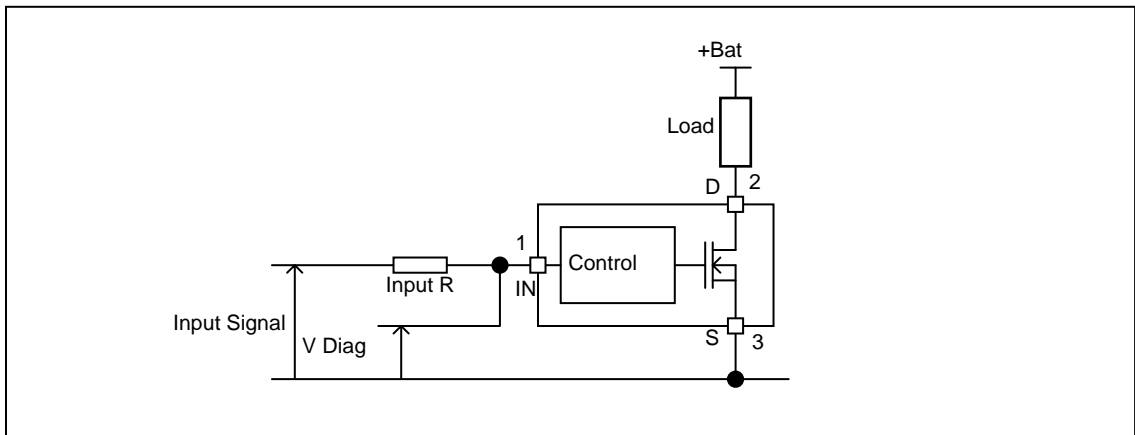 +Bat
Load
D
2
1
Control
Input R
IN
Input Signal
V Diag
S
3